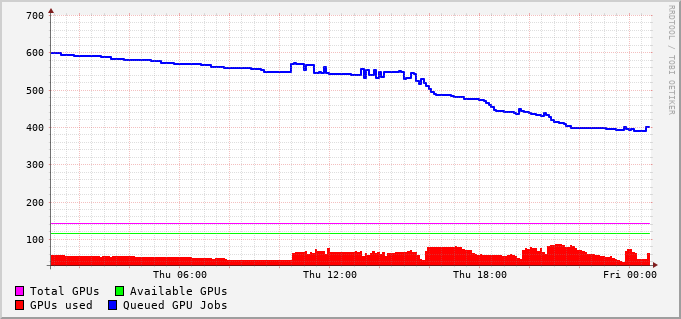 700
600
500
400
300
200
100
Thu 06:00 Thu 12:00 Thu 18:00 Fri 00:00
Total GPUs Available GPUs
GPUs used Queued GPU Jobs
RRDTOOL / TOBI OETIKER